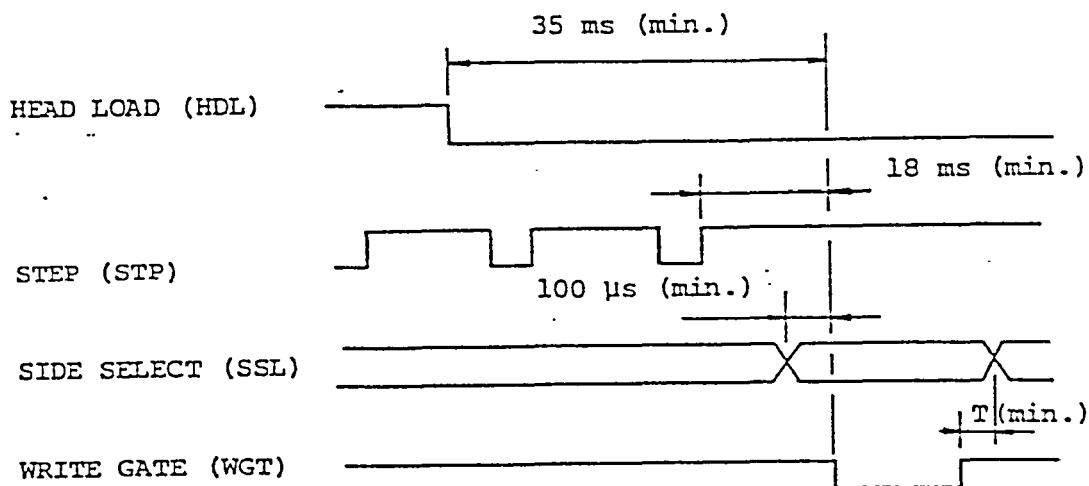 35 ms (min.)
HEAD LOAD (HDL)
18 ms (min.)
STEP (STP)
100 µs (min.)
SIDE SELECT (SSL)
T (min.)
WRITE GATE (WGT)